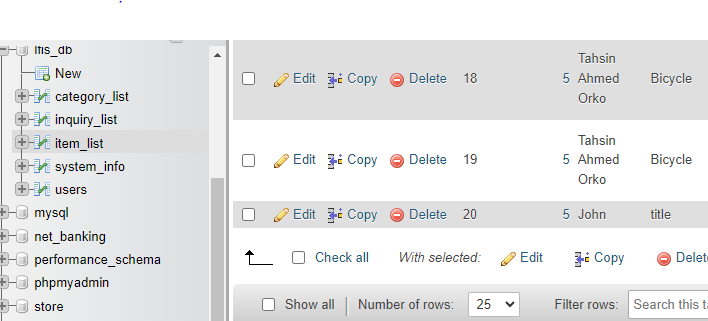 lfis_db
New
category_list
inquiry_list
item_list
system_info
users
mysql
net_banking
performance_schema
phpmyadmin
store
Edit Copy Delete 18 5 Tahsin Ahmed Orko Bicycle
Edit Copy Delete 19 5 Tahsin Ahmed Orko Bicycle
Edit Copy Delete 20 5 John title
Check all With selected: Edit Copy Delet
Show all Number of rows: 25 Filter rows: Search this ta